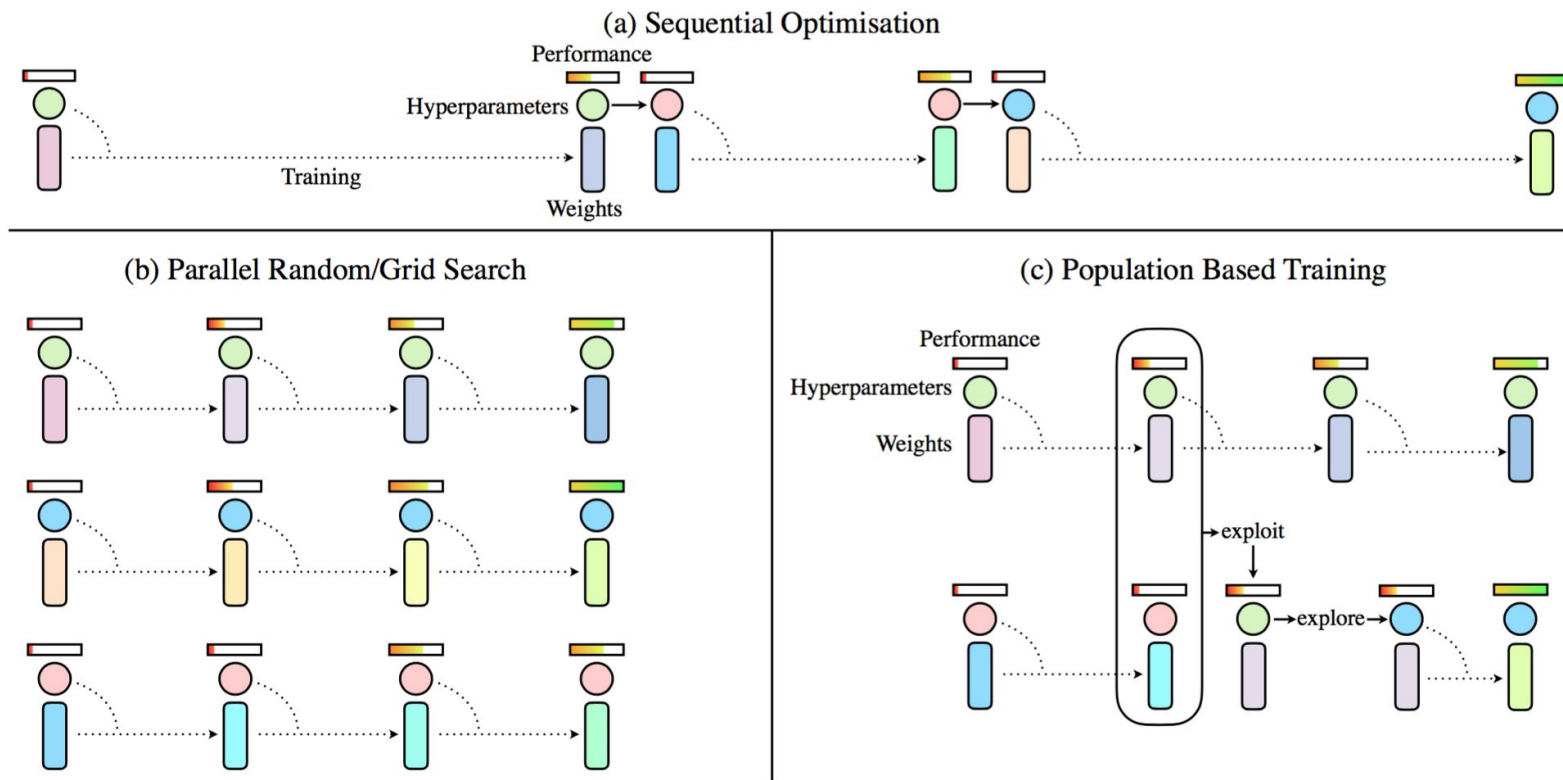 (a) Sequential Optimisation
Performance
Hyperparameters
Training
Weights
(b) Parallel Random/Grid Search
(c) Population Based Training
Performance
Hyperparameters
Weights
exploit
explore